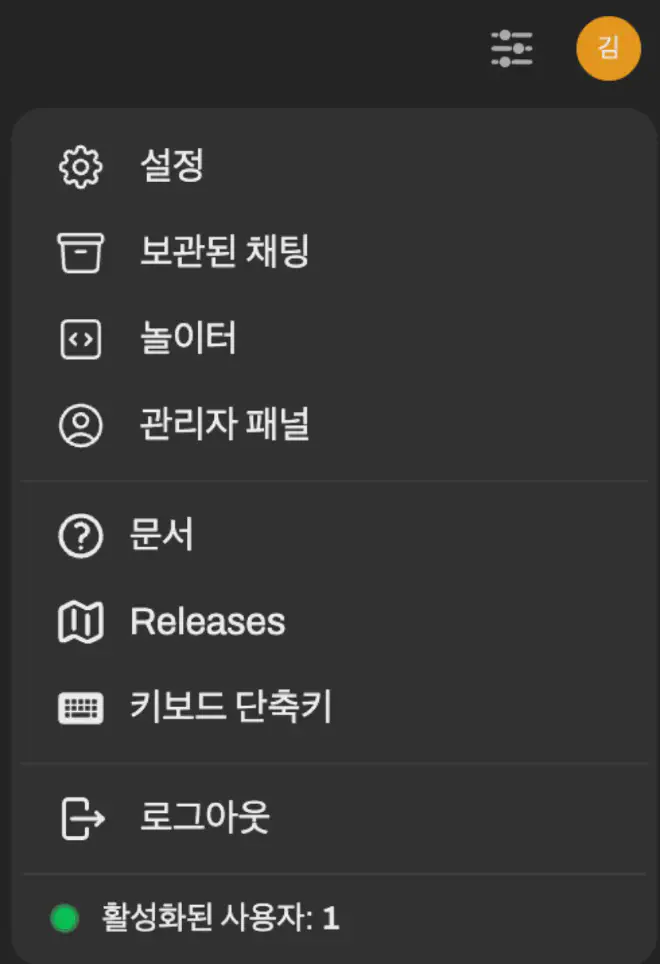 김
설정
보관된 채팅
놀이터
관리자 패널
문서
Releases
키보드 단축키
로그아웃
활성화된 사용자: 1